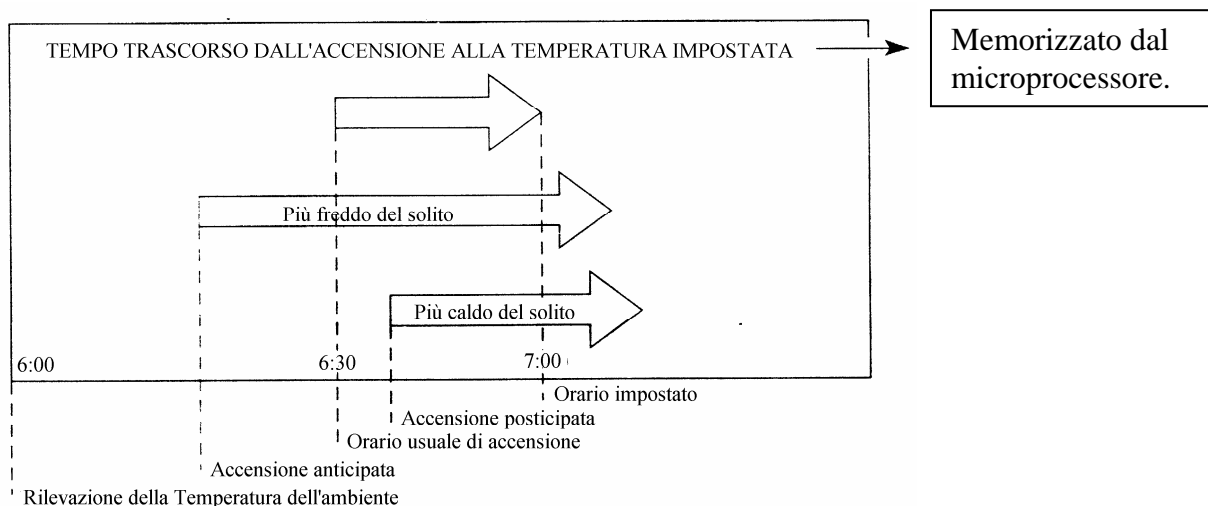 TEMPO TRASCORSO DALL'ACCENSIONE ALLA TEMPERATURA IMPOSTATA
Memorizzato dal
microprocessore.
Più freddo del solito
Più caldo del solito
6:00
6:30
7:00
Orario impostato
Accensione posticipata
Orario usuale di accensione
Accensione anticipata
Rilevazione della Temperatura dell'ambiente